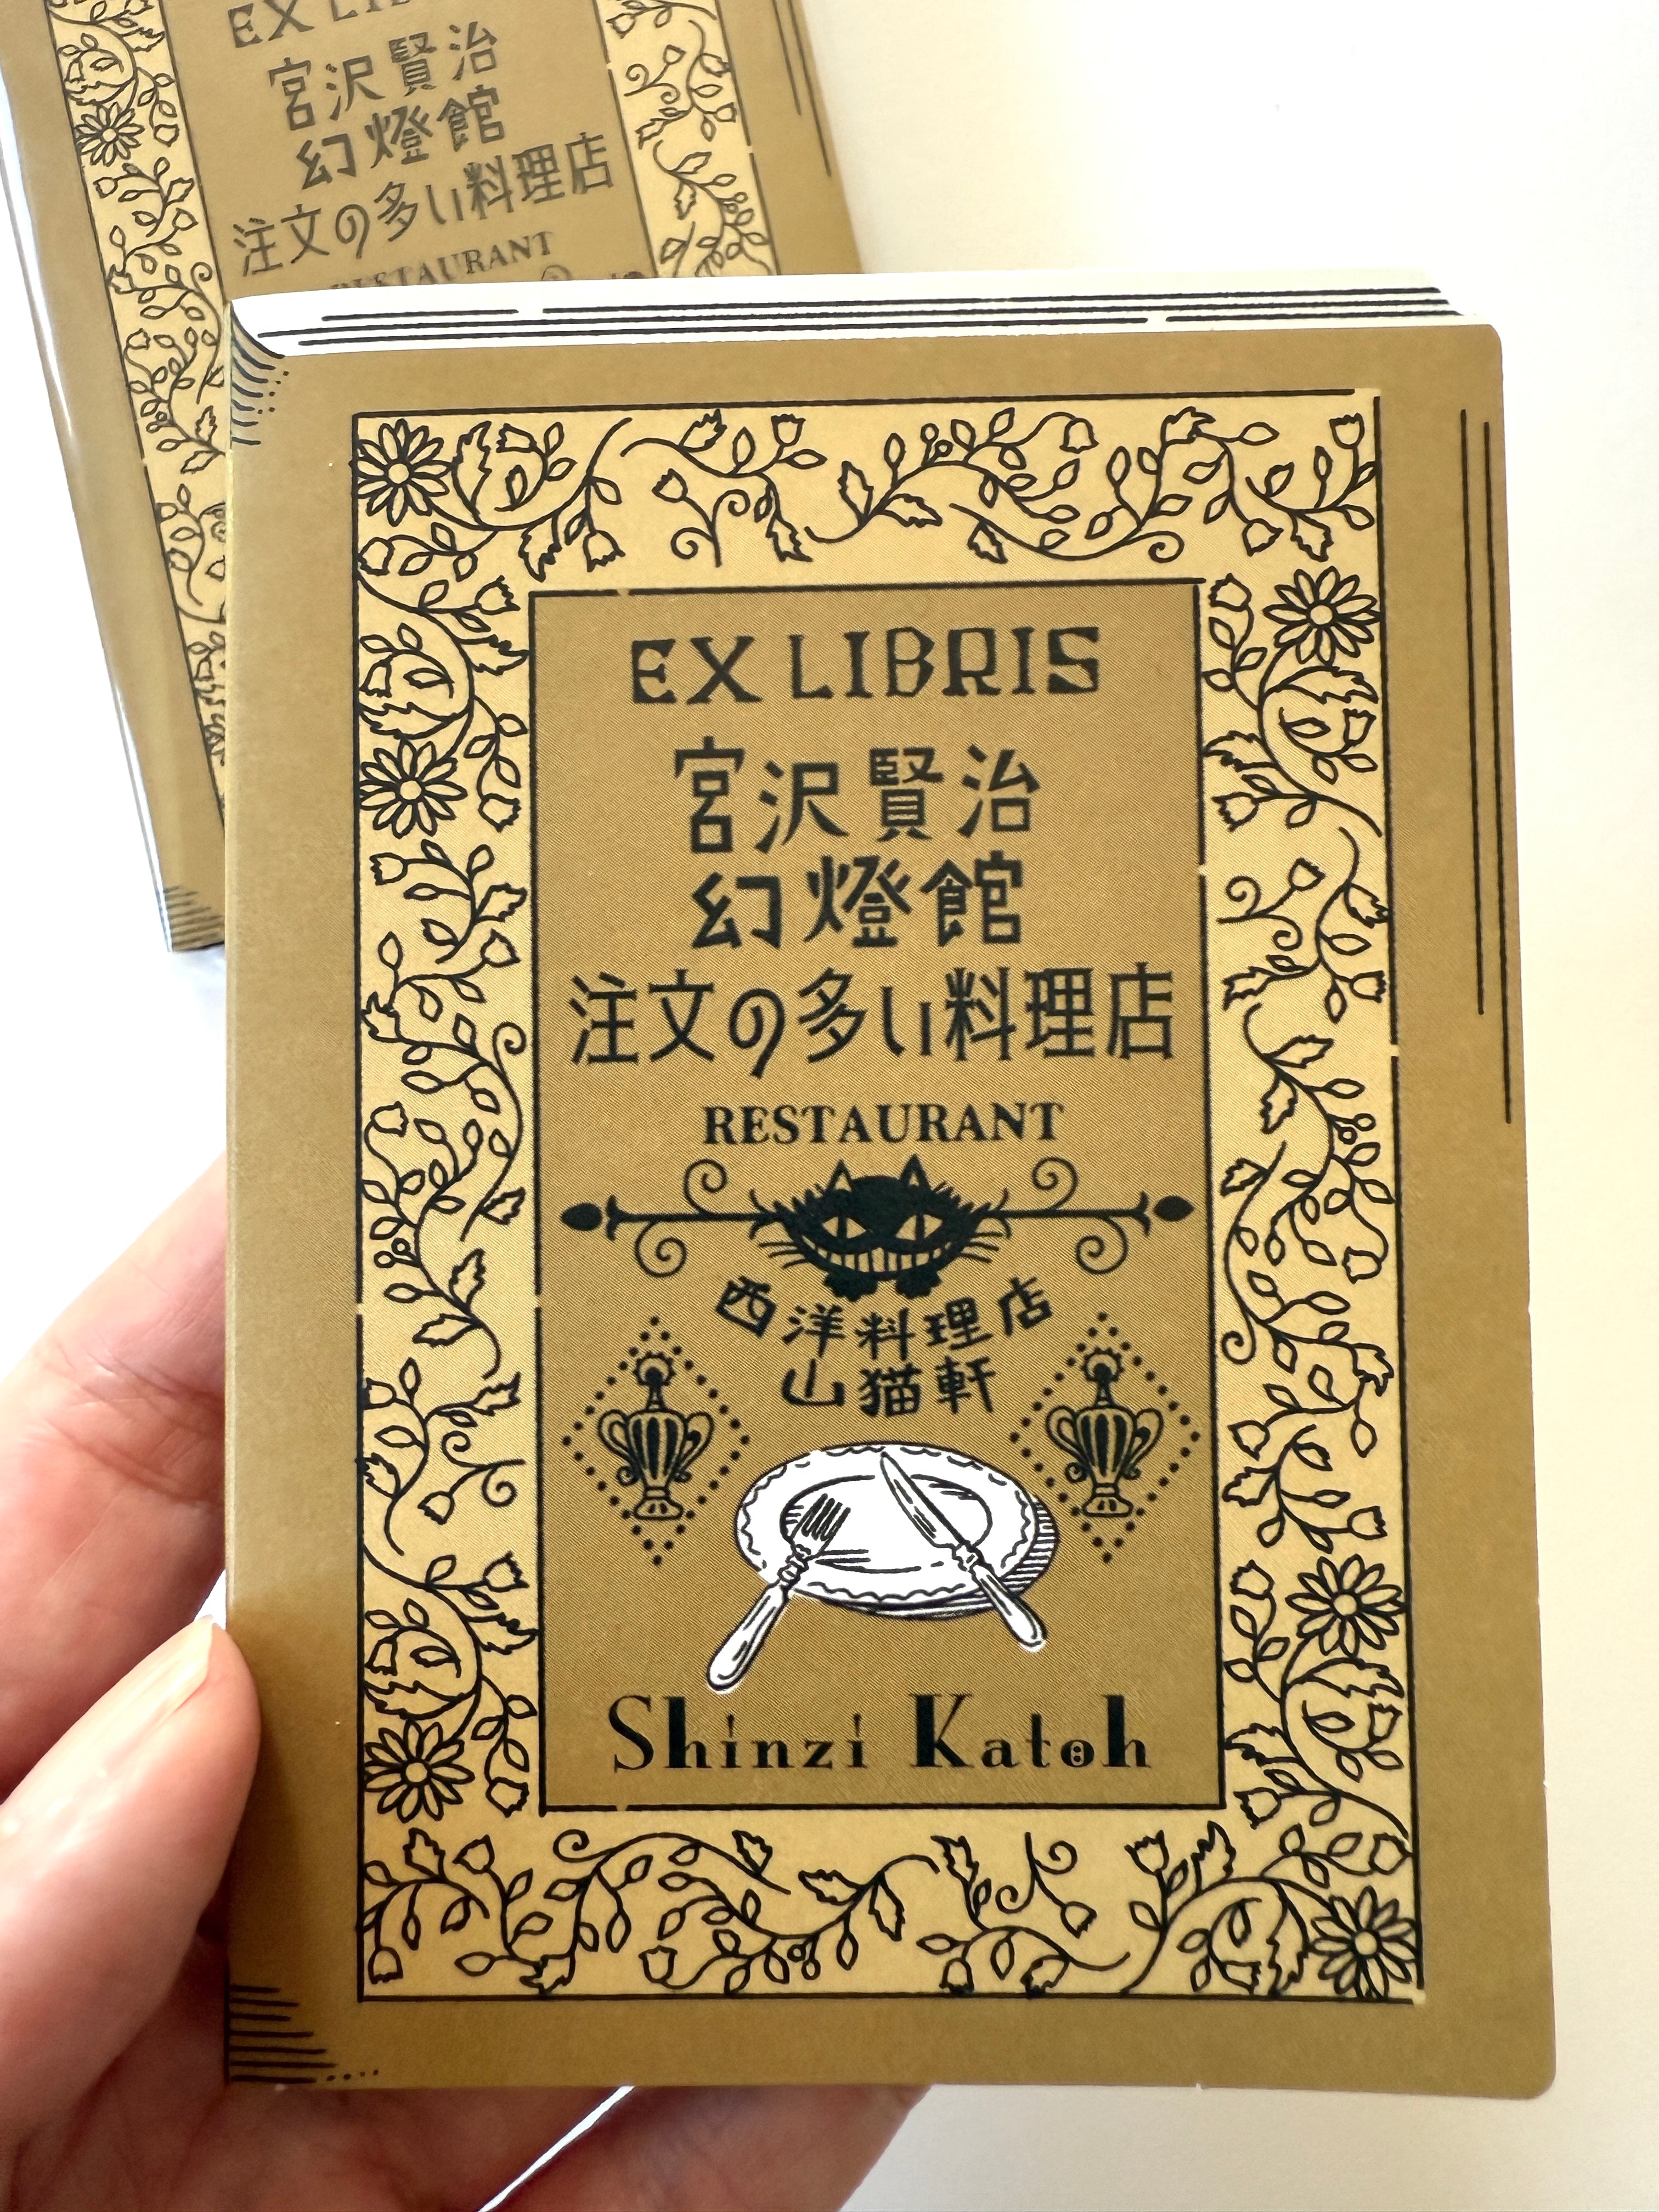 EX LIB
宮沢賢治
幻燈館
注文の多い料理店
RESTAURANT
EX LIBRIS
宮沢賢治
幻燈館
注文の多い料理店
RESTAURANT
西洋料理店
山猫軒
Shinzi Katoh